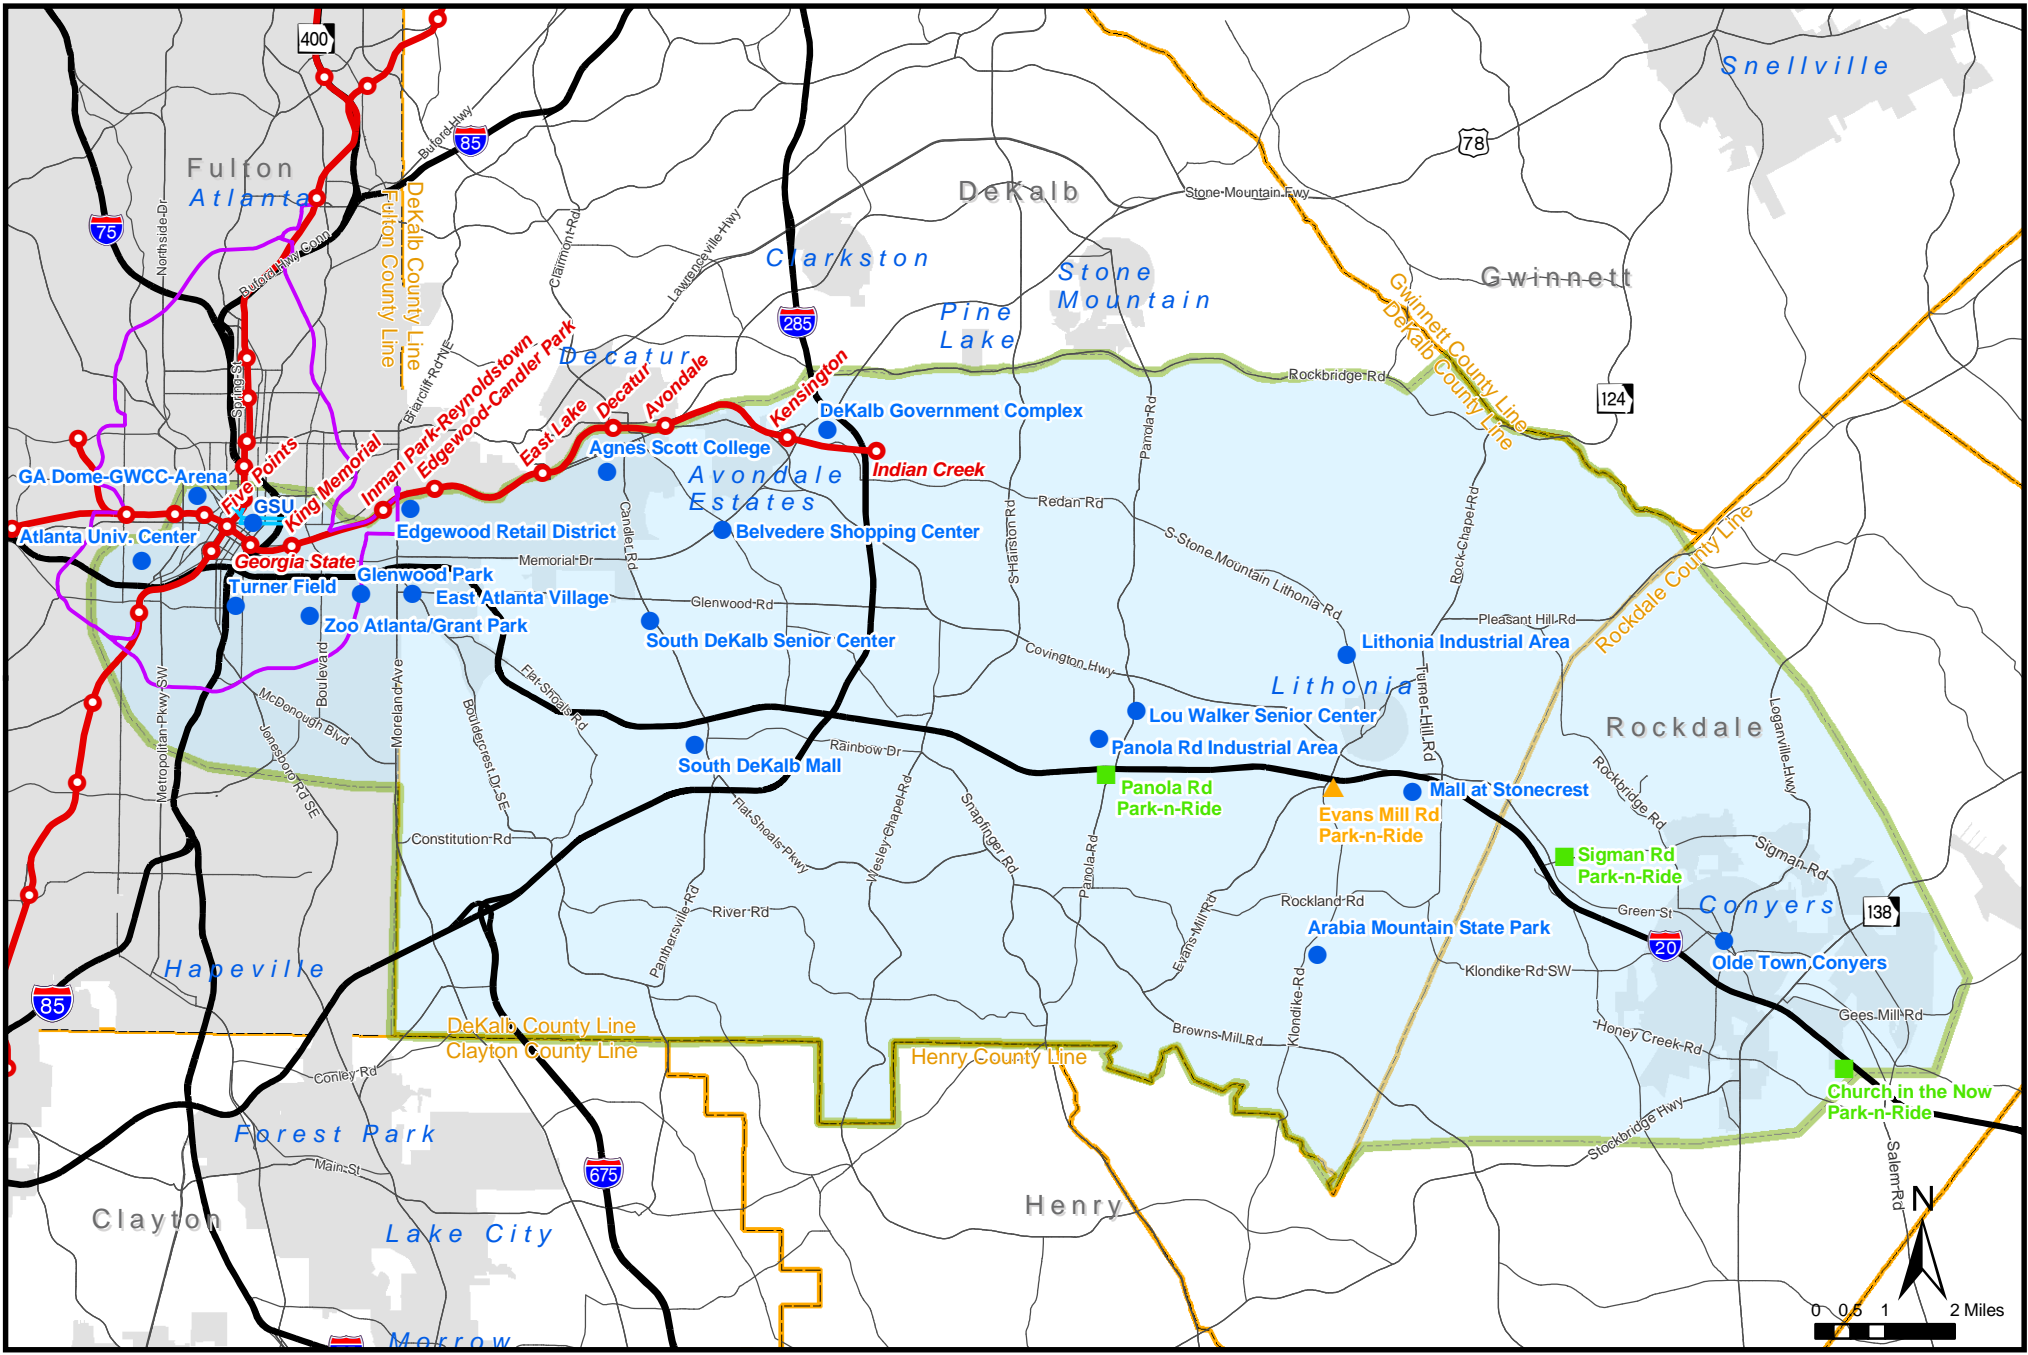 400
Snellville
Buford Hwy
85
78
Fulton
Atlanta
DeKalb
Stone Mountain Fwy
DeKalb County Line
Fulton County Line
75
Northside Dr
Buford Hwy Conn
Clairmont Rd
Lawrenceville Hwy
Clarkston
Stone
Mountain
Gwinnett
Gwinnett County Line
DeKalb County Line
285
Pine
Lake
Decatur
Spring St
Briarcliff Rd NE
Rockbridge Rd
124
Five Points
King Memorial
Inman Park-Reynoldstown
Edgewood-Candler Park
East Lake
Decatur
Avondale
Kensington
Indian Creek
Georgia State
DeKalb Government Complex
Panola Rd
Agnes Scott College
Avondale
Estates
GA Dome-GWCC-Arena
GSU
Atlanta Univ. Center
Edgewood Retail District
Belvedere Shopping Center
Candler Rd
Redan Rd
S Hairston Rd
S Stone Mountain Lithonia Rd
Rock Chapel Rd
Rockdale County Line
Memorial Dr
Glenwood Park
Turner Field
East Atlanta Village
Zoo Atlanta/Grant Park
Glenwood Rd
South DeKalb Senior Center
Pleasant Hill Rd
Lithonia Industrial Area
Covington Hwy
Lithonia
Turner Hill Rd
Metropolitan Pkwy SW
Boulevard
McDonough Blvd
Jonesboro Rd SE
Moreland Ave
Flat Shoals Rd
Bouldercrest Dr SE
Lou Walker Senior Center
Panola Rd Industrial Area
Rainbow Dr
South DeKalb Mall
Rockdale
Loganville Hwy
Rockbridge Rd
Panola Rd
Park-n-Ride
Evans Mill Rd
Park-n-Ride
Mall at Stonecrest
Constitution Rd
Flat Shoals Pkwy
Wesley Chapel Rd
Snapfinger Rd
Panola Rd
Sigman Rd
Park-n-Ride
Sigman Rd
River Rd
Panthersville Rd
Evans Mill Rd
Rockland Rd
Green St
Conyers
138
Arabia Mountain State Park
20
Olde Town Conyers
Klondike Rd SW
Klondike Rd
Hapeville
85
DeKalb County Line
Clayton County Line
Henry County Line
Browns Mill Rd
Honey Creek Rd
Gees Mill Rd
Conley Rd
Church in the Now
Park-n-Ride
Stockbridge Hwy
Salem Rd
Forest Park
Main St
675
Clayton
Lake City
Henry
Morrow
N
0 0.5 1 2 Miles